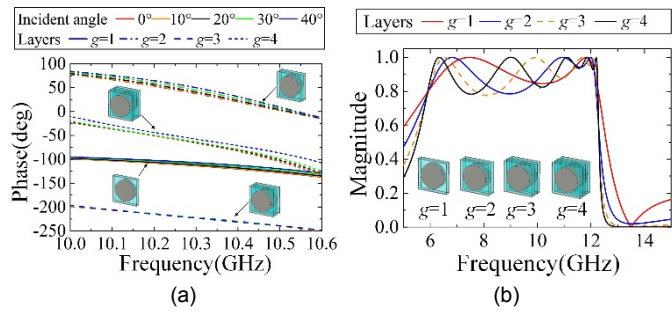 Incident angle 0° 10° 20° 30° 40°
Layers g=1 g=2 g=3 g=4
100
50
0
-50
-100
-150
-200
-250
Phase(deg)
10.0 10.1 10.2 10.3 10.4 10.5 10.6
Frequency(GHz)
(a)
Layers g=1 g=2 g=3 g=4
1.0
0.8
0.6
0.4
0.2
0.0
Magnitude
g=1 g=2 g=3 g=4
6 8 10 12 14
Frequency(GHz)
(b)